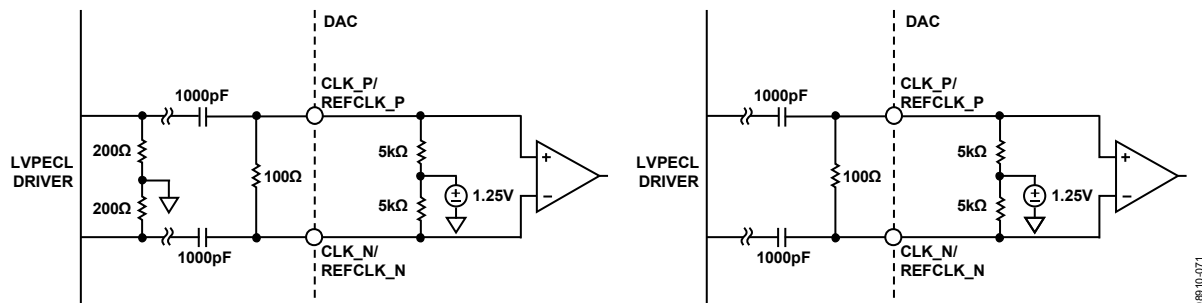 DAC
CLK_P/
REFCLK_P
1000pF
200Ω
LVPECL
DRIVER
200Ω
100Ω
5kΩ
5kΩ
1.25V
+
−
1000pF
CLK_N/
REFCLK_N
DAC
CLK_P/
REFCLK_P
1000pF
LVPECL
DRIVER
100Ω
5kΩ
5kΩ
1.25V
+
−
1000pF
CLK_N/
REFCLK_N